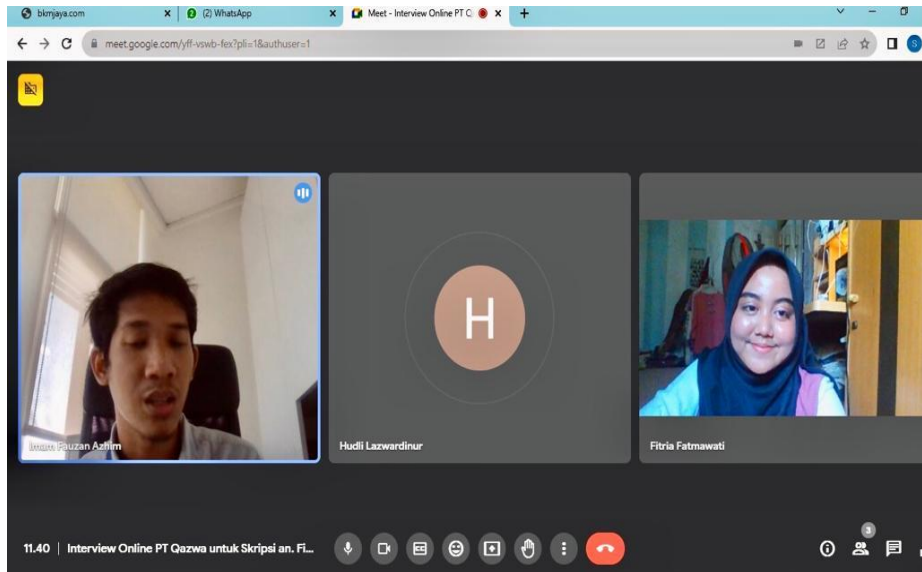 bkmjaya.com
(2) WhatsApp
Meet - Interview Online PT Q
meet.google.com/yff-vswb-fex?pli=1&authuser=1
S
H
Imam Fauzan Azhim
Hudli Lazwardinur
Fitria Fatmawati
3
11.40 | Interview Online PT Qazwa untuk Skripsi an. Fi...